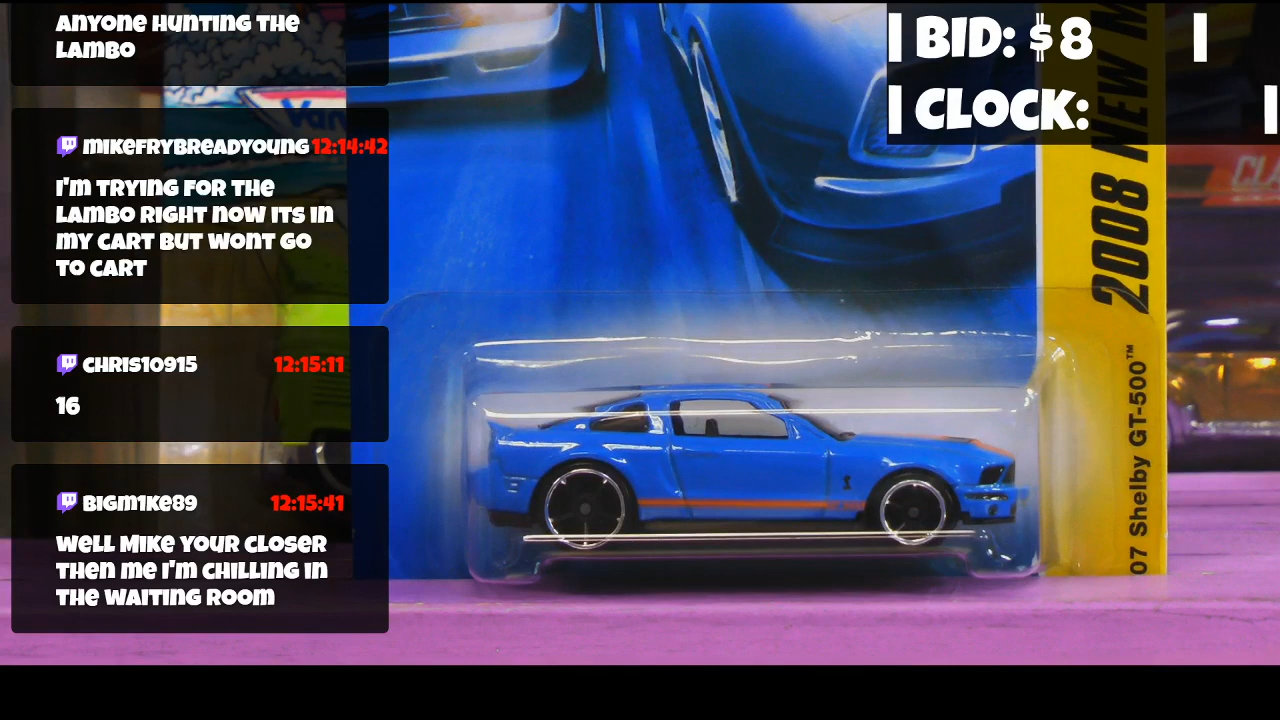 ANYONE HUNTING THE
LAMBO
MIKEFRYBREADYOUNG 12:14:42
I'M TRYING FOR THE
LAMBO RIGHT NOW ITS IN
MY CART BUT WONT GO
TO CART
CHRIS10915 12:15:11
16
BIGM1KE89 12:15:41
WELL MIKE YOUR CLOSER
THEN ME I'M CHILLING IN
THE WAITING ROOM
| BID: $8 |
| CLOCK: |
2008 NEW M
07 Shelby GT-500™
Van
CLA